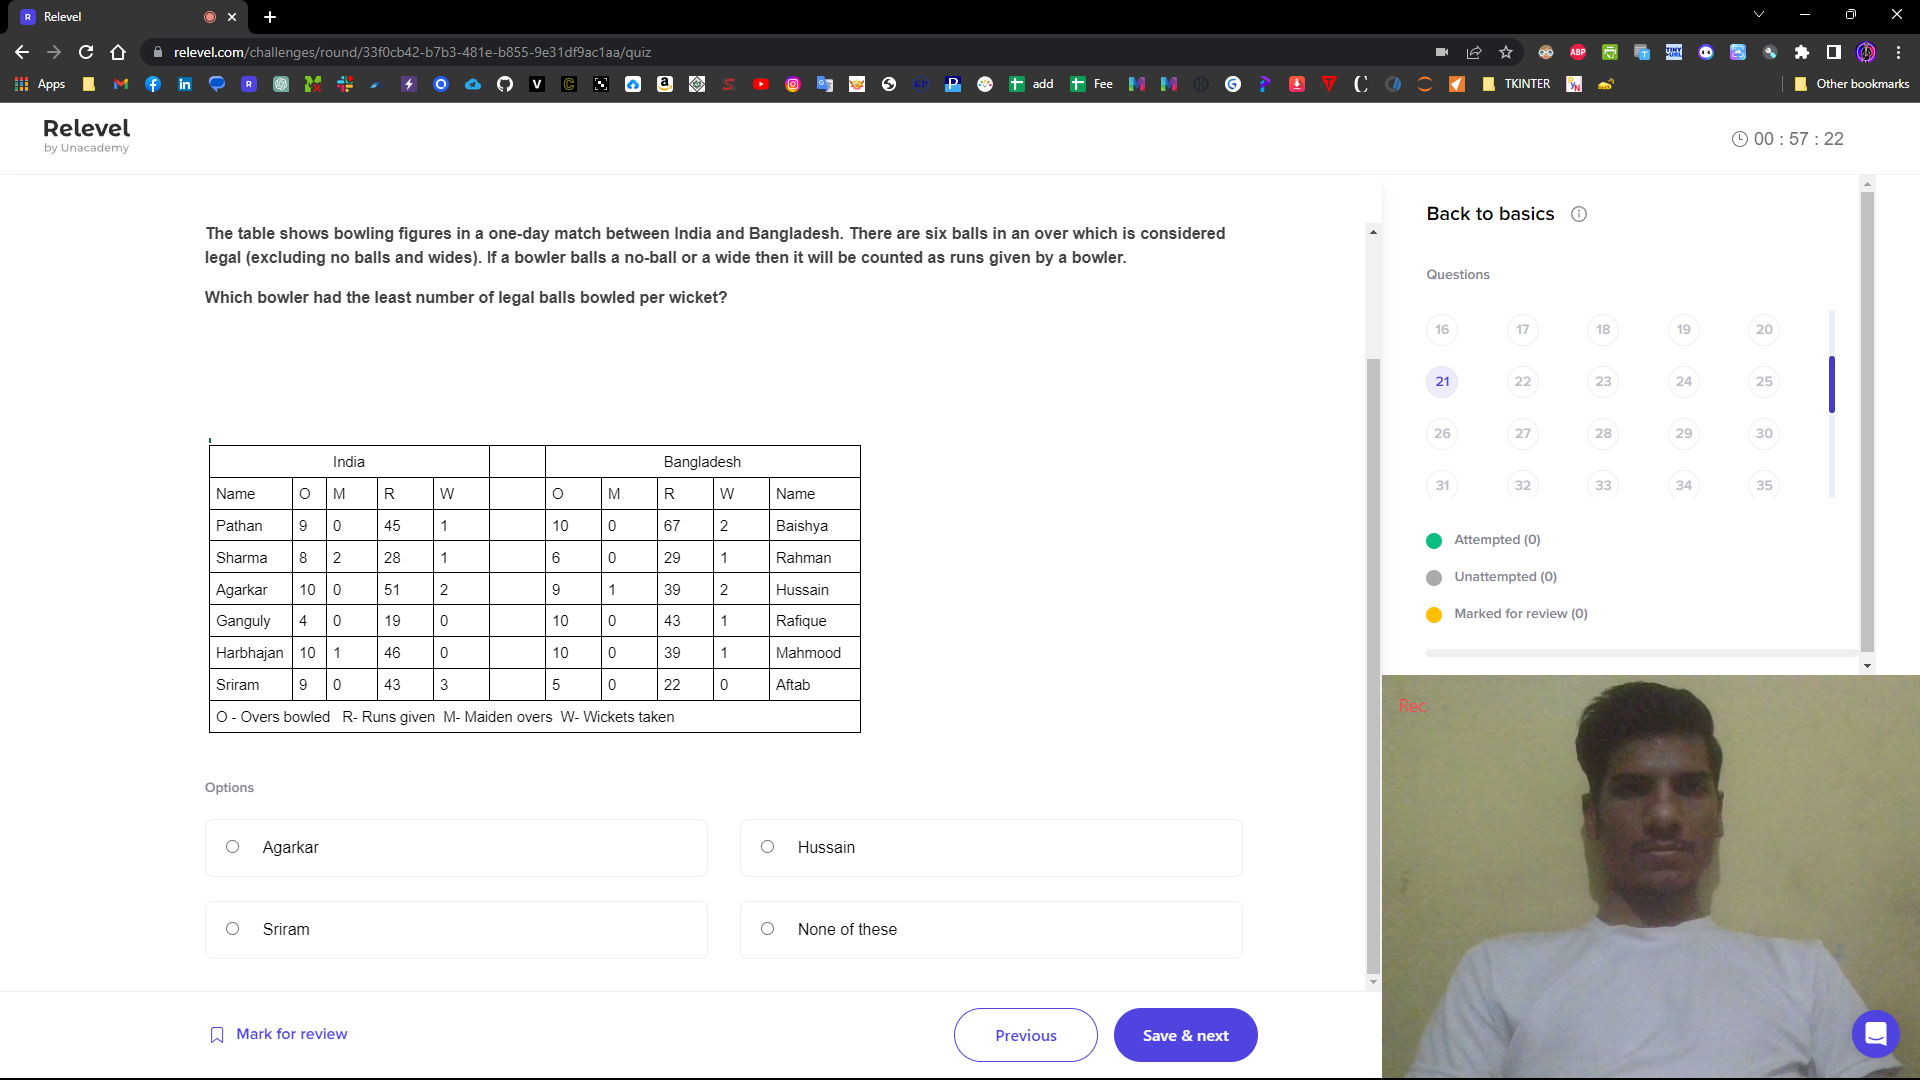 Relevel
relevel.com/challenges/round/33f0cb42-b7b3-481e-b855-9e31df9ac1aa/quiz
Apps
add
Fee
TKINTER
Other bookmarks
Relevel
by Unacademy
00 : 57 : 22
The table shows bowling figures in a one-day match between India and Bangladesh. There are six balls in an over which is considered
legal (excluding no balls and wides). If a bowler balls a no-ball or a wide then it will be counted as runs given by a bowler.
Which bowler had the least number of legal balls bowled per wicket?
India Bangladesh
Name O M R W O M R W Name
Pathan 9 0 45 1 10 0 67 2 Baishya
Sharma 8 2 28 1 6 0 29 1 Rahman
Agarkar 10 0 51 2 9 1 39 2 Hussain
Ganguly 4 0 19 0 10 0 43 1 Rafique
Harbhajan 10 1 46 0 10 0 39 1 Mahmood
Sriram 9 0 43 3 5 0 22 0 Aftab
O - Overs bowled R- Runs given M- Maiden overs W- Wickets taken
Options
Agarkar
Hussain
Sriram
None of these
Mark for review
Previous
Save & next
Back to basics
Questions
16 17 18 19 20
21 22 23 24 25
26 27 28 29 30
31 32 33 34 35
Attempted (0)
Unattempted (0)
Marked for review (0)
Rec